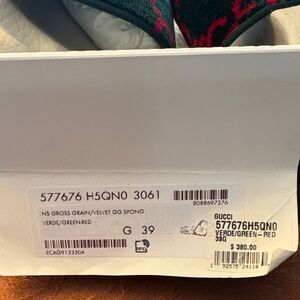 577676 H5QN0 3061
8088697376
NS GROSS GRAIN/VELVET GG SPONG
VERDE/GREEN-RED
G 39
ECAG913330A
GUCCI
577676H5QN0
VERDE/GREEN-RED
39G
$ 380.00